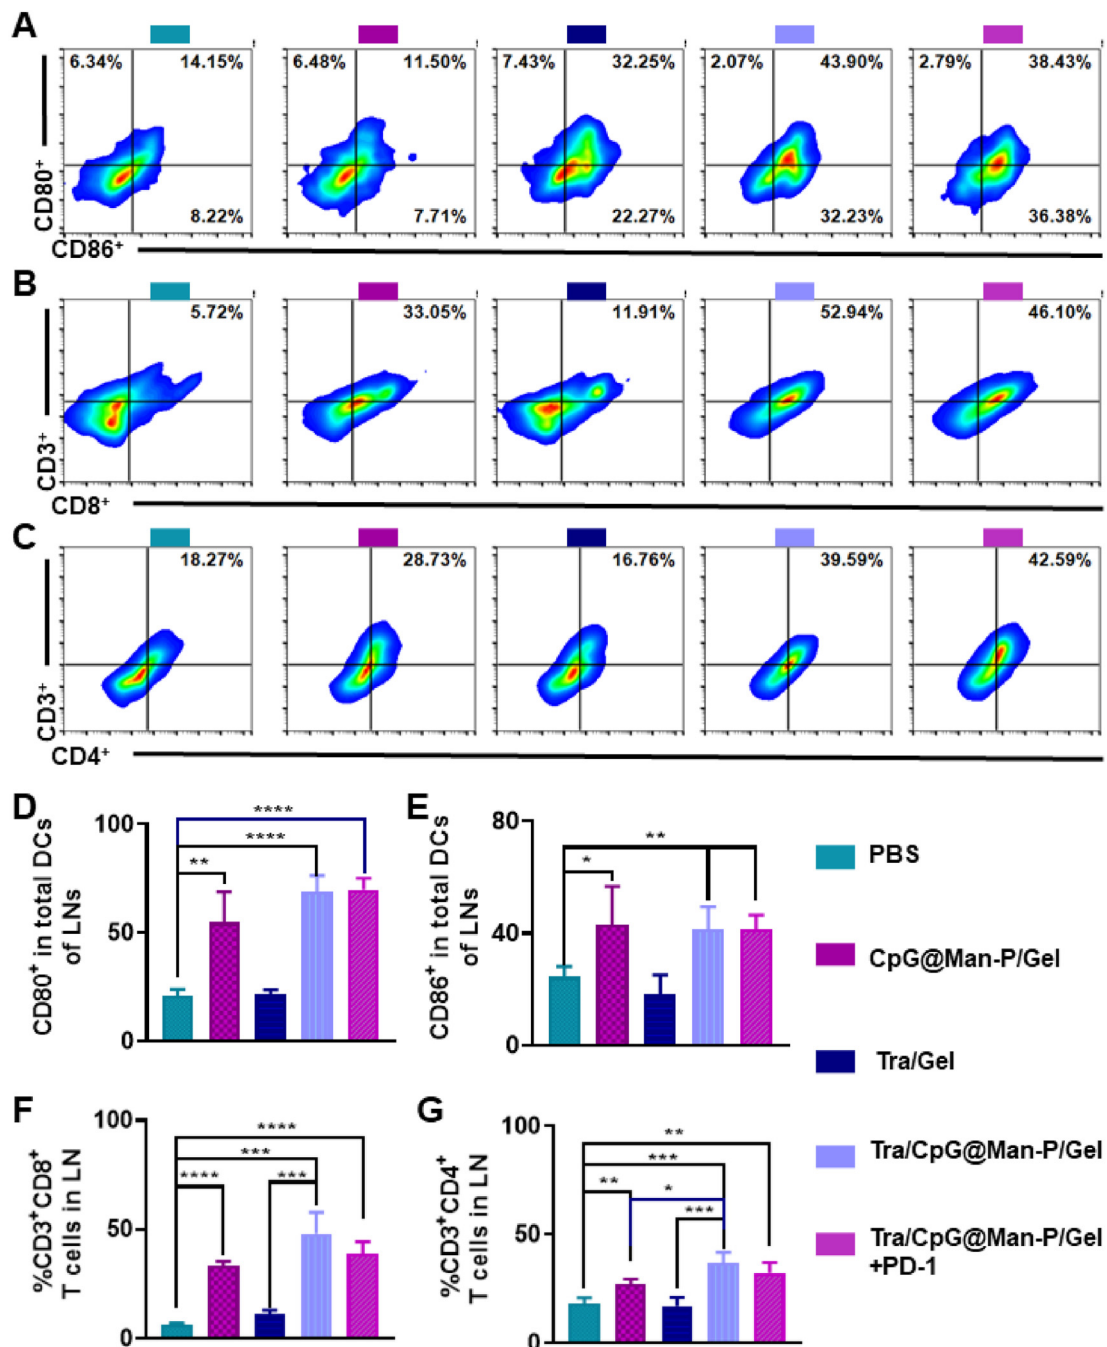 A
6.34% 14.15% 6.48% 11.50% 7.43% 32.25% 2.07% 43.90% 2.79% 38.43%
CD80⁺
8.22% 7.71% 22.27% 32.23% 36.38%
CD86⁺
B
5.72% 33.05% 11.91% 52.94% 46.10%
CD3⁺
CD8⁺
C
18.27% 28.73% 16.76% 39.59% 42.59%
CD3⁺
CD4⁺
D
CD80⁺ in total DCs
of LNs
100
50
0
****
****
**
E
CD86⁺ in total DCs
of LNs
80
40
0
**
*
PBS
CpG@Man-P/Gel
Tra/Gel
Tra/CpG@Man-P/Gel
Tra/CpG@Man-P/Gel
+PD-1
F
%CD3⁺CD8⁺
T cells in LN
100
50
0
****
***
**** ***
G
%CD3⁺CD4⁺
T cells in LN
100
50
0
**
***
** *
***